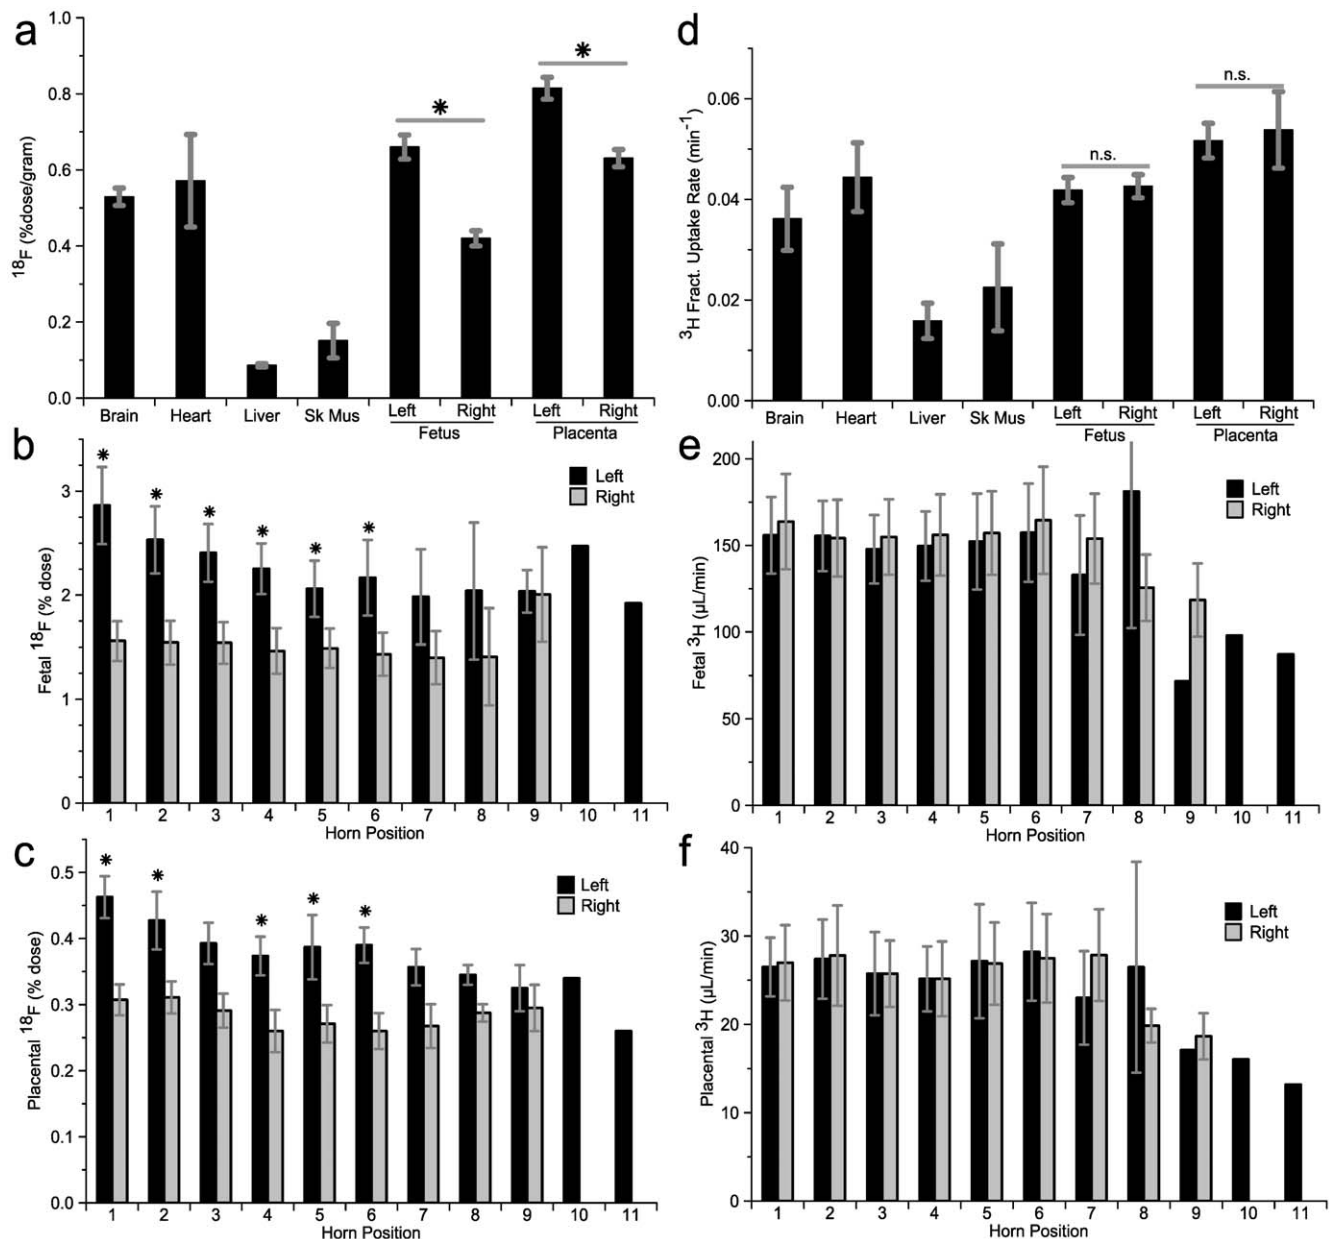 a
¹⁸F (%dose/gram)
1.0
0.8
0.6
0.4
0.2
0.0
*
*
Brain Heart Liver Sk Mus Left Right Left Right
Fetus Placenta
b
Fetal ¹⁸F (% dose)
3
2
1
0
* * * * * *
Left
Right
1 2 3 4 5 6 7 8 9 10 11
Horn Position
c
Placental ¹⁸F (% dose)
0.5
0.4
0.3
0.2
0.1
0.0
* * * * *
Left
Right
1 2 3 4 5 6 7 8 9 10 11
Horn Position
d
³H Fract. Uptake Rate (min⁻¹)
0.06
0.04
0.02
0.00
n.s.
n.s.
Brain Heart Liver Sk Mus Left Right Left Right
Fetus Placenta
e
Fetal ³H (µL/min)
200
150
100
50
0
Left
Right
1 2 3 4 5 6 7 8 9 10 11
Horn Position
f
Placental ³H (µL/min)
40
30
20
10
0
Left
Right
1 2 3 4 5 6 7 8 9 10 11
Horn Position